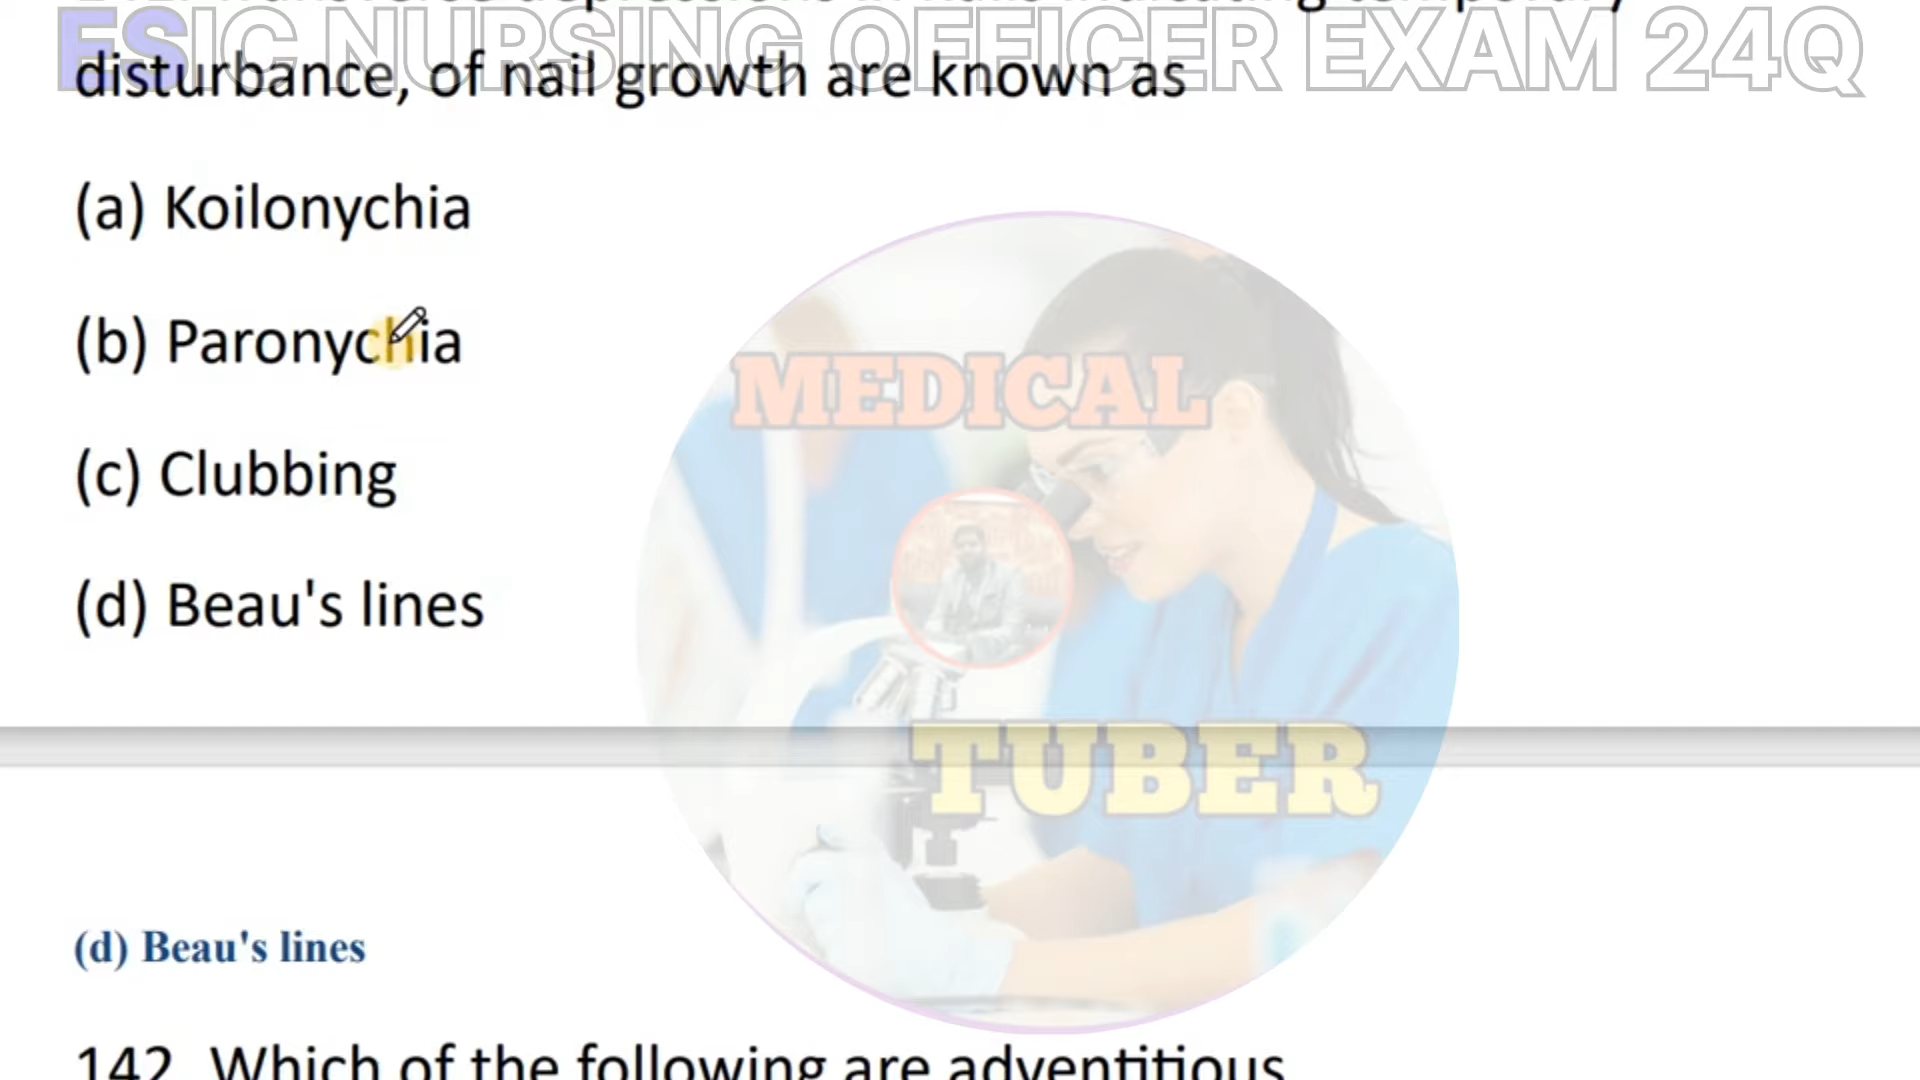 ESIC NURSING OFFICER EXAM 24Q
disturbance, of nail growth are known as
(a) Koilonychia
(b) Paronychia
(c) Clubbing
(d) Beau's lines
MEDICAL
TUBER
(d) Beau's lines
142. Which of the following are adventitious